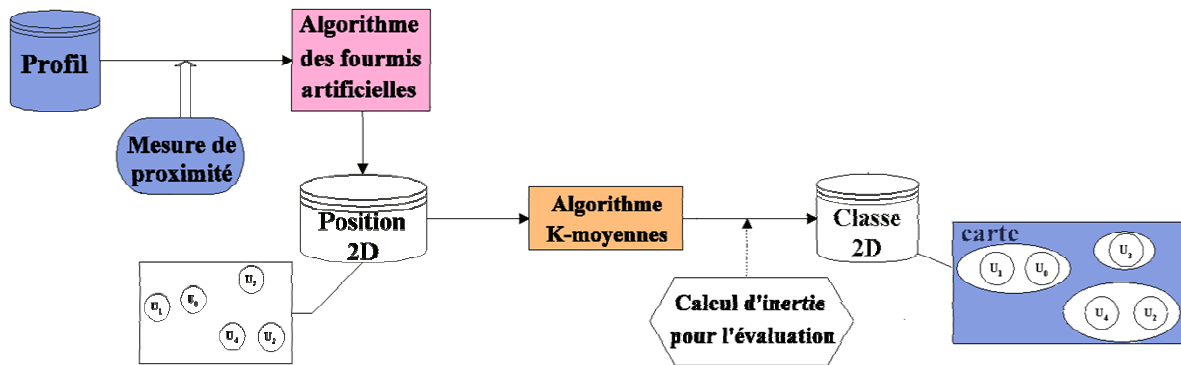 Profil
Algorithme
des fourmis
artificielles
Mesure de
proximité
Position
2D
Algorithme
K-moyennes
Classe
2D
Calcul d'inertie
pour l'évaluation
U1
U0
U3
U4
U2
carte
U1
U0
U3
U4
U2